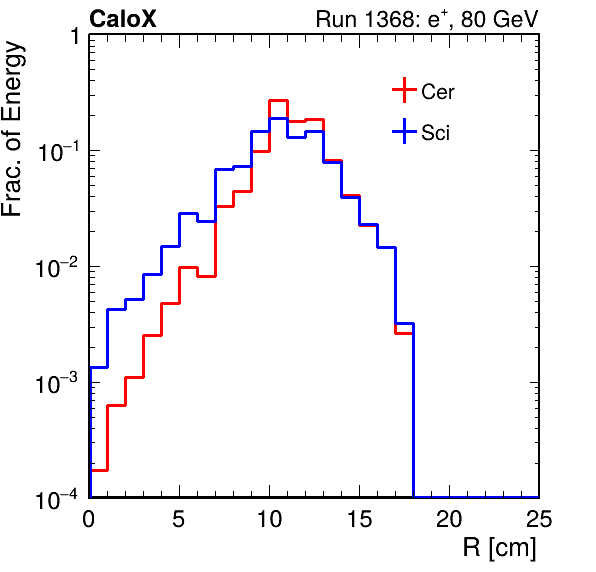 CaloX Run 1368: e⁺, 80 GeV
Frac. of Energy
1
10⁻¹
10⁻²
10⁻³
10⁻⁴
Cer
Sci
0 5 10 15 20 25
R [cm]